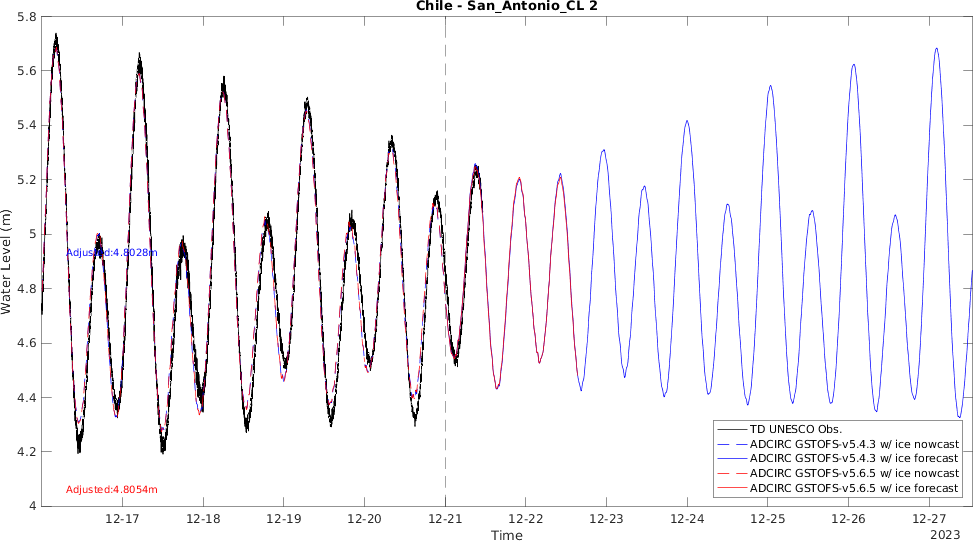 Chile - San_Antonio_CL 2
5.8
5.6
5.4
5.2
5
4.8
4.6
4.4
4.2
4
Water Level (m)
Adjusted:4.8028m
Adjusted:4.8054m
TD UNESCO Obs.
ADCIRC GSTOFS-v5.4.3 w/ ice nowcast
ADCIRC GSTOFS-v5.4.3 w/ ice forecast
ADCIRC GSTOFS-v5.6.5 w/ ice nowcast
ADCIRC GSTOFS-v5.6.5 w/ ice forecast
12-17 12-18 12-19 12-20 12-21 12-22 12-23 12-24 12-25 12-26 12-27
Time
2023